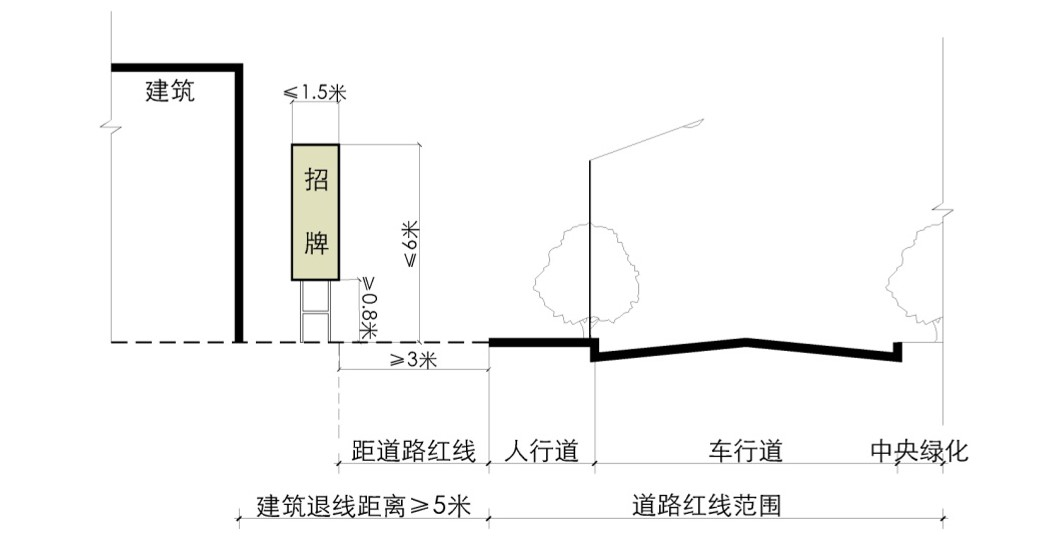 建筑
≤1.5米
招
牌
≤6米
≥0.8米
≥3米
距道路红线 人行道 车行道 中央绿化
建筑退线距离≥5米 道路红线范围